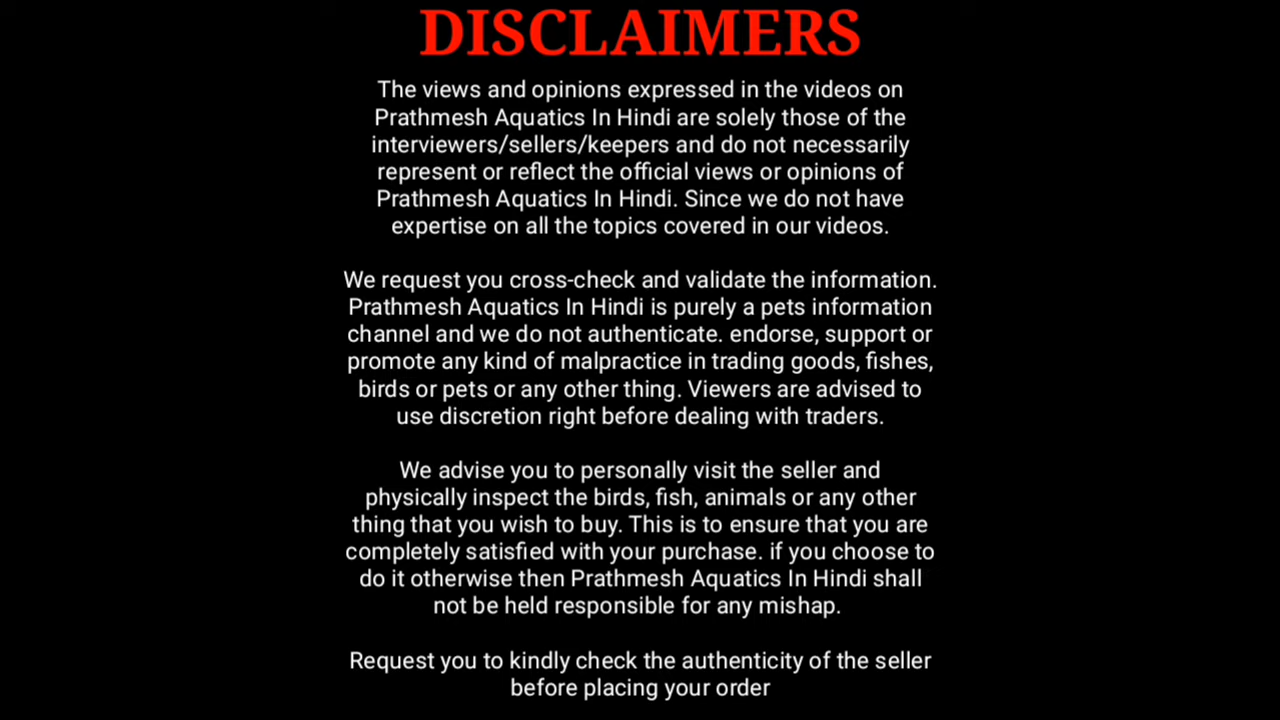 DISCLAIMERS
The views and opinions expressed in the videos on
Prathmesh Aquatics In Hindi are solely those of the
interviewers/sellers/keepers and do not necessarily
represent or reflect the official views or opinions of
Prathmesh Aquatics In Hindi. Since we do not have
expertise on all the topics covered in our videos.
We request you cross-check and validate the information.
Prathmesh Aquatics In Hindi is purely a pets information
channel and we do not authenticate. endorse, support or
promote any kind of malpractice in trading goods, fishes,
birds or pets or any other thing. Viewers are advised to
use discretion right before dealing with traders.
We advise you to personally visit the seller and
physically inspect the birds, fish, animals or any other
thing that you wish to buy. This is to ensure that you are
completely satisfied with your purchase. if you choose to
do it otherwise then Prathmesh Aquatics In Hindi shall
not be held responsible for any mishap.
Request you to kindly check the authenticity of the seller
before placing your order